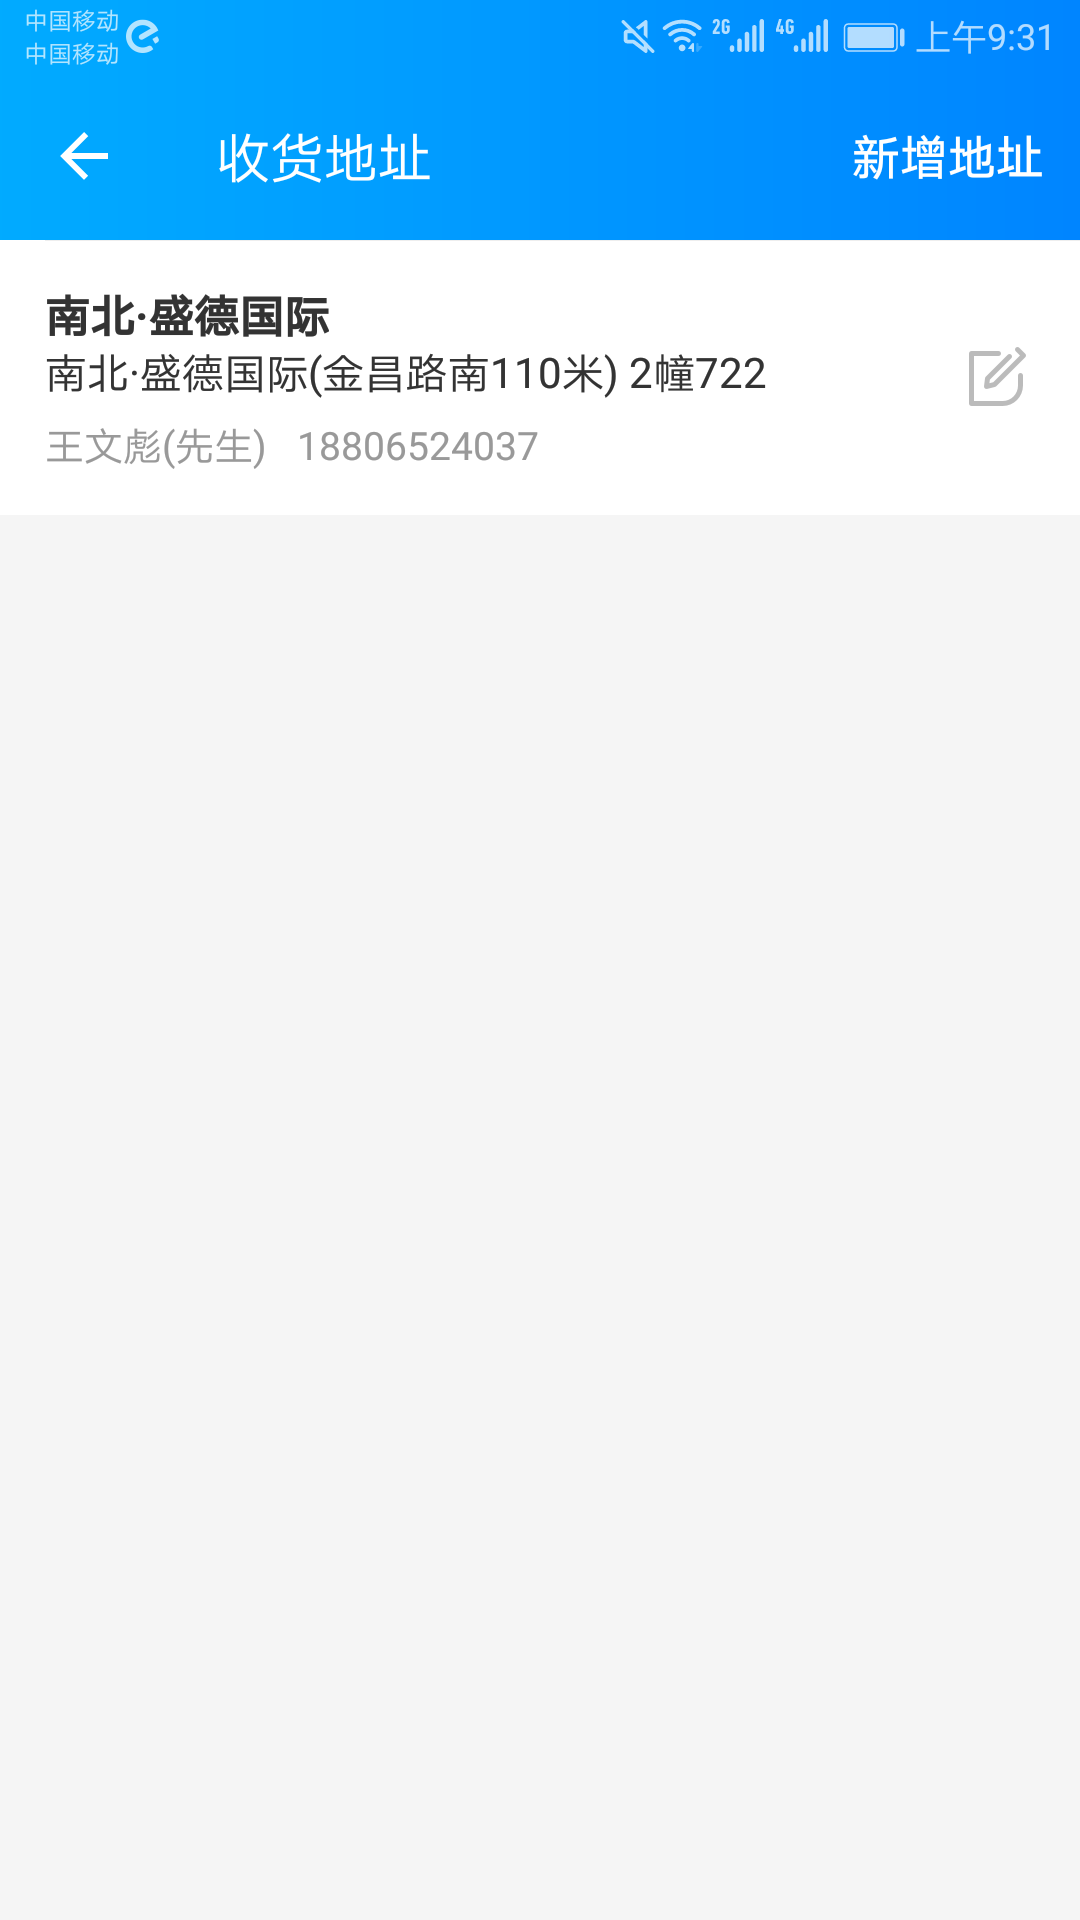 中国移动
中国移动
2G 4G 上午9:31
收货地址 新增地址
南北·盛德国际
南北·盛德国际(金昌路南110米) 2幢722
王文彪(先生) 18806524037